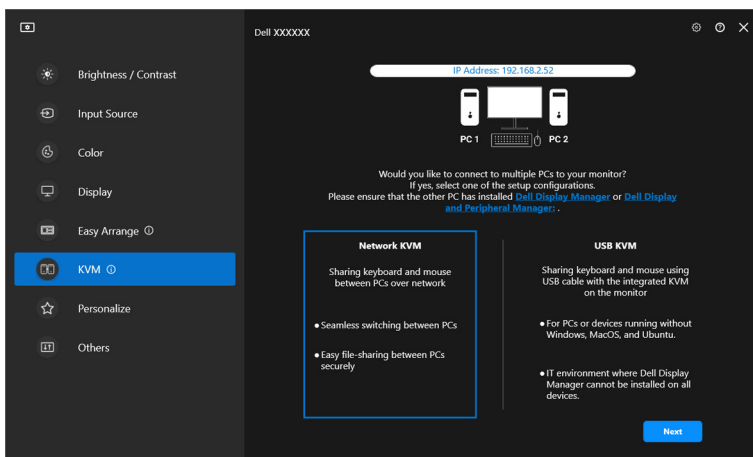 Dell XXXXXX
Brightness / Contrast
Input Source
Color
Display
Easy Arrange
KVM
Personalize
Others
IP Address: 192.168.2.52
PC 1
PC 2
Would you like to connect to multiple PCs to your monitor?
If yes, select one of the setup configurations.
Please ensure that the other PC has installed Dell Display Manager or Dell Display
and Peripheral Manager: .
Network KVM
Sharing keyboard and mouse
between PCs over network
● Seamless switching between PCs
● Easy file-sharing between PCs
securely
USB KVM
Sharing keyboard and mouse using
USB cable with the integrated KVM
on the monitor
● For PCs or devices running without
Windows, MacOS, and Ubuntu.
● IT environment where Dell Display
Manager cannot be installed on all
devices.
Next